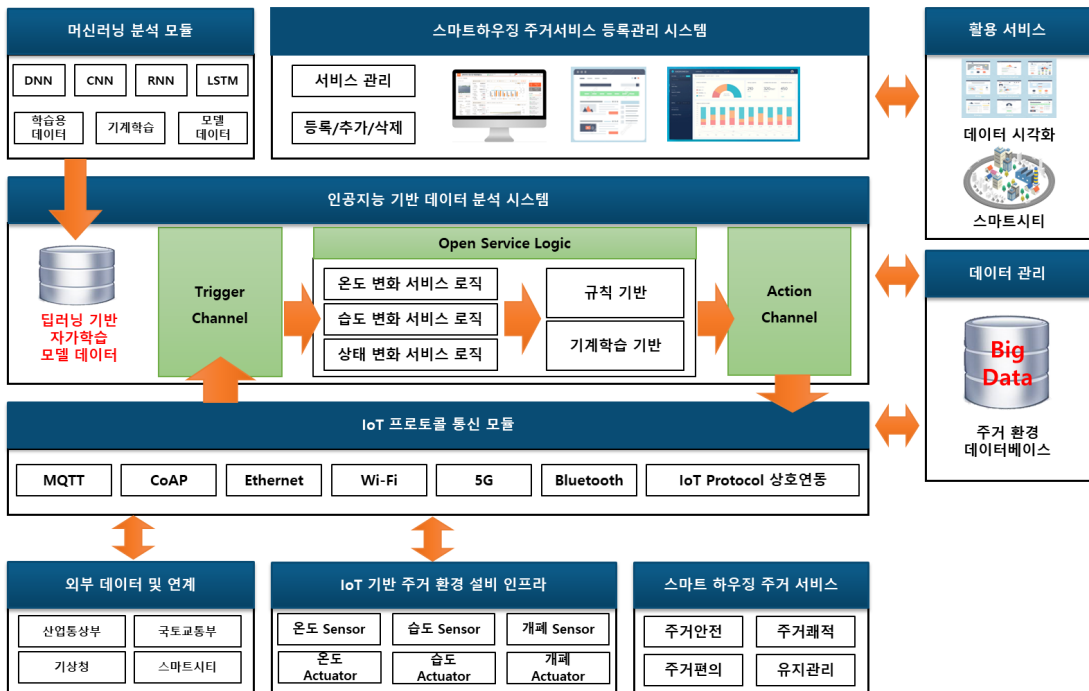 머신러닝 분석 모듈
DNN
CNN
RNN
LSTM
학습용
데이터
기계학습
모델
데이터
스마트하우징 주거서비스 등록관리 시스템
서비스 관리
등록/추가/삭제
활용 서비스
데이터 시각화
스마트시티
인공지능 기반 데이터 분석 시스템
딥러닝 기반
자가학습
모델 데이터
Trigger
Channel
Open Service Logic
온도 변화 서비스 로직
습도 변화 서비스 로직
상태 변화 서비스 로직
규칙 기반
기계학습 기반
Action
Channel
데이터 관리
Big
Data
주거 환경
데이터베이스
IoT 프로토콜 통신 모듈
MQTT
CoAP
Ethernet
Wi-Fi
5G
Bluetooth
IoT Protocol 상호연동
외부 데이터 및 연계
산업통상부
국토교통부
기상청
스마트시티
IoT 기반 주거 환경 설비 인프라
온도 Sensor
습도 Sensor
개폐 Sensor
온도
Actuator
습도
Actuator
개폐
Actuator
스마트 하우징 주거 서비스
주거안전
주거쾌적
주거편의
유지관리